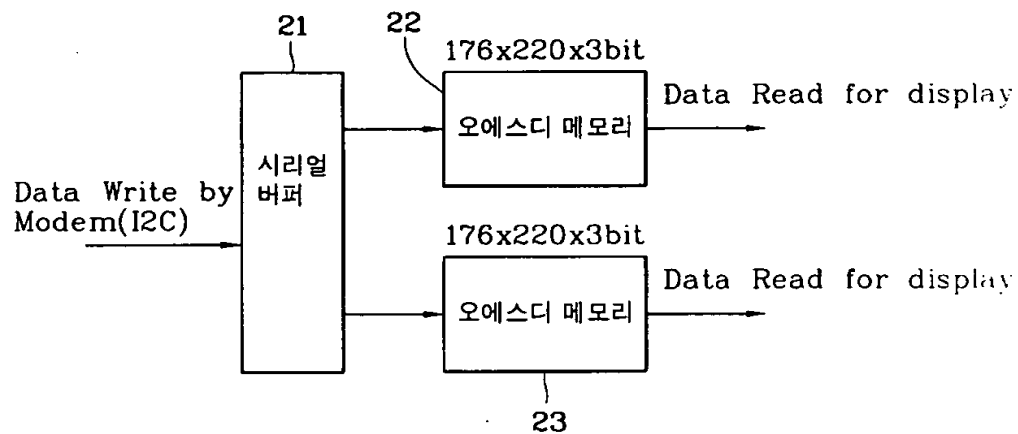 21
22
176x220x3bit
오에스디 메모리
Data Read for display
시리얼
버퍼
Data Write by
Modem(I2C)
176x220x3bit
오에스디 메모리
Data Read for display
23